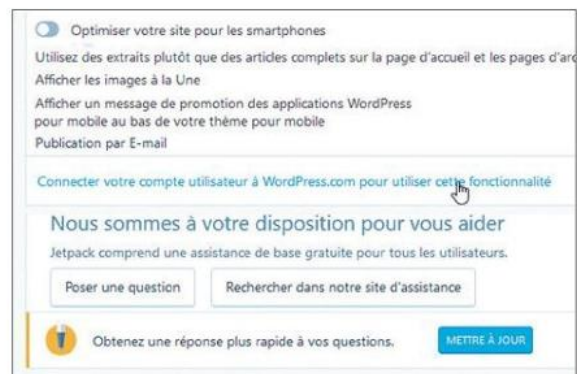 Optimiser votre site pour les smartphones
Utilisez des extraits plutôt que des articles complets sur la page d'accueil et les pages d'arc
Afficher les images à la Une
Afficher un message de promotion des applications WordPress
pour mobile au bas de votre thème pour mobile
Publication par E-mail
Connecter votre compte utilisateur à WordPress.com pour utiliser cette fonctionnalité
Nous sommes à votre disposition pour vous aider
Jetpack comprend une assistance de base gratuite pour tous les utilisateurs.
Poser une question
Rechercher dans notre site d'assistance
Obtenez une réponse plus rapide à vos questions.
METTRE À JOUR